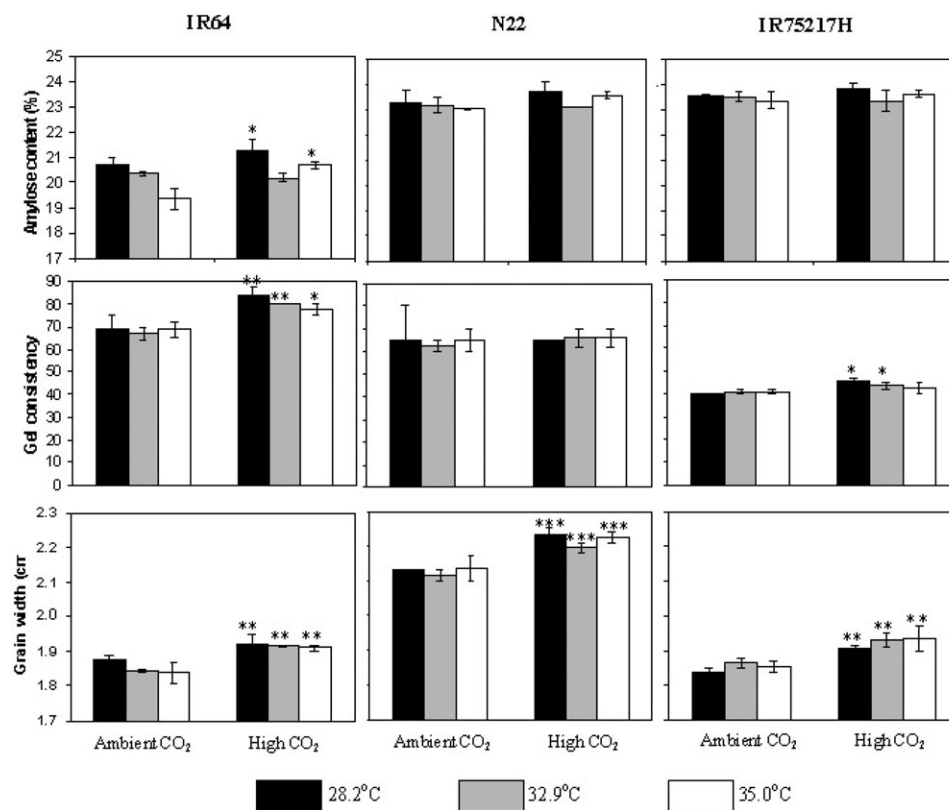 IR64 N22 IR75217H
Amylose content (%)
25
24
23
22
21
20
19
18
17
* *
Gel consistency
90
80
70
60
50
40
30
20
10
0
** ** *
* *
Grain width (cm
2.3
2.2
2.1
2.0
1.9
1.8
1.7
** ** **
*** *** ***
** ** **
Ambient CO₂ High CO₂ Ambient CO₂ High CO₂ Ambient CO₂ High CO₂
28.2°C 32.9°C 35.0°C